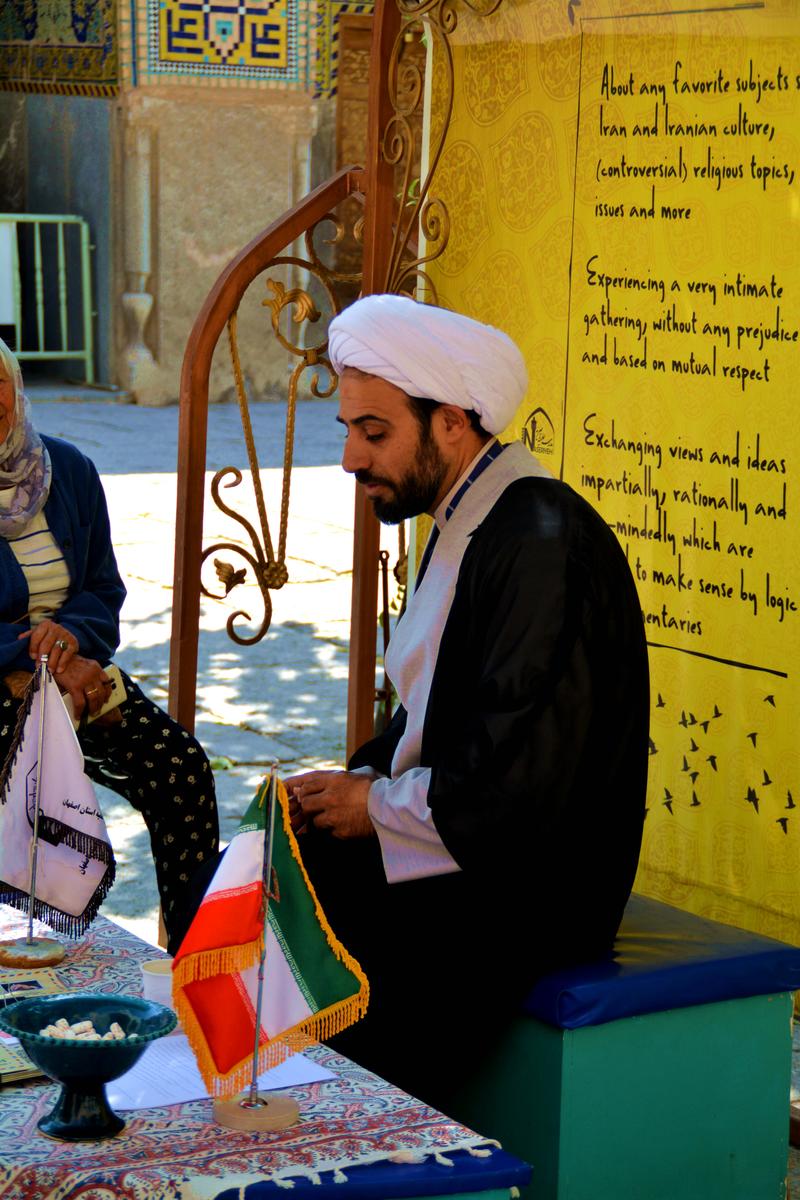 About any favorite subjects s
Iran and Iranian culture,
(controversial) religious topics,
issues and more
Experiencing a very intimate
gathering, without any prejudice
and based on mutual respect
Exchanging views and ideas
impartially, rationally and
-mindedly which are
to make sense by logic
entaries
استان اصفهان